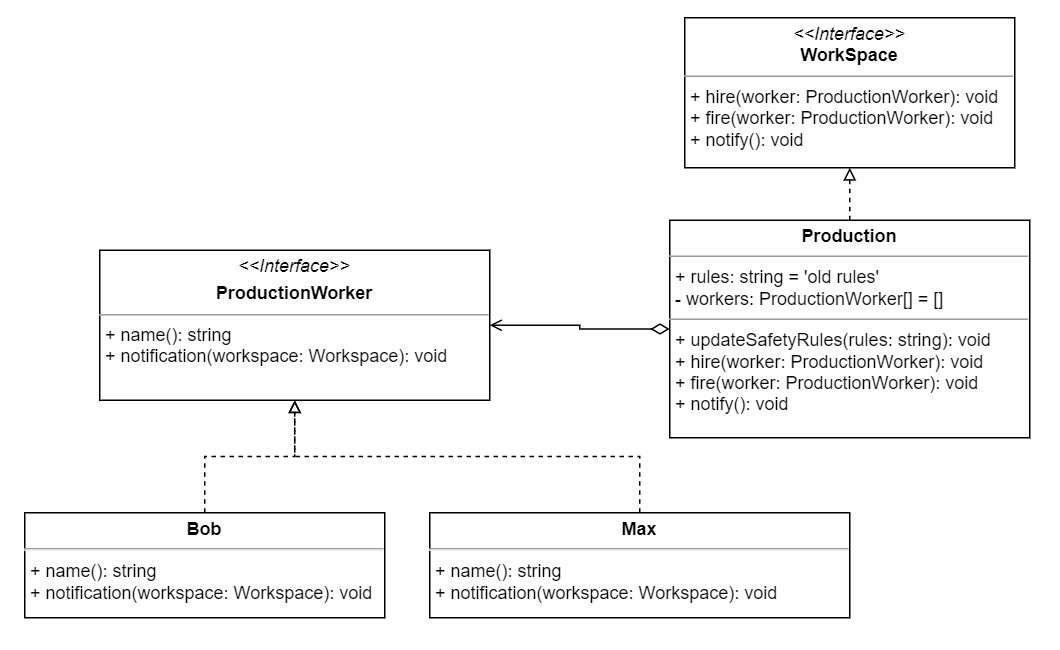 <<Interface>>
WorkSpace
+ hire(worker: ProductionWorker): void
+ fire(worker: ProductionWorker): void
+ notify(): void
Production
+ rules: string = 'old rules'
- workers: ProductionWorker[] = []
+ updateSafetyRules(rules: string): void
+ hire(worker: ProductionWorker): void
+ fire(worker: ProductionWorker): void
+ notify(): void
<<Interface>>
ProductionWorker
+ name(): string
+ notification(workspace: Workspace): void
Bob
+ name(): string
+ notification(workspace: Workspace): void
Max
+ name(): string
+ notification(workspace: Workspace): void